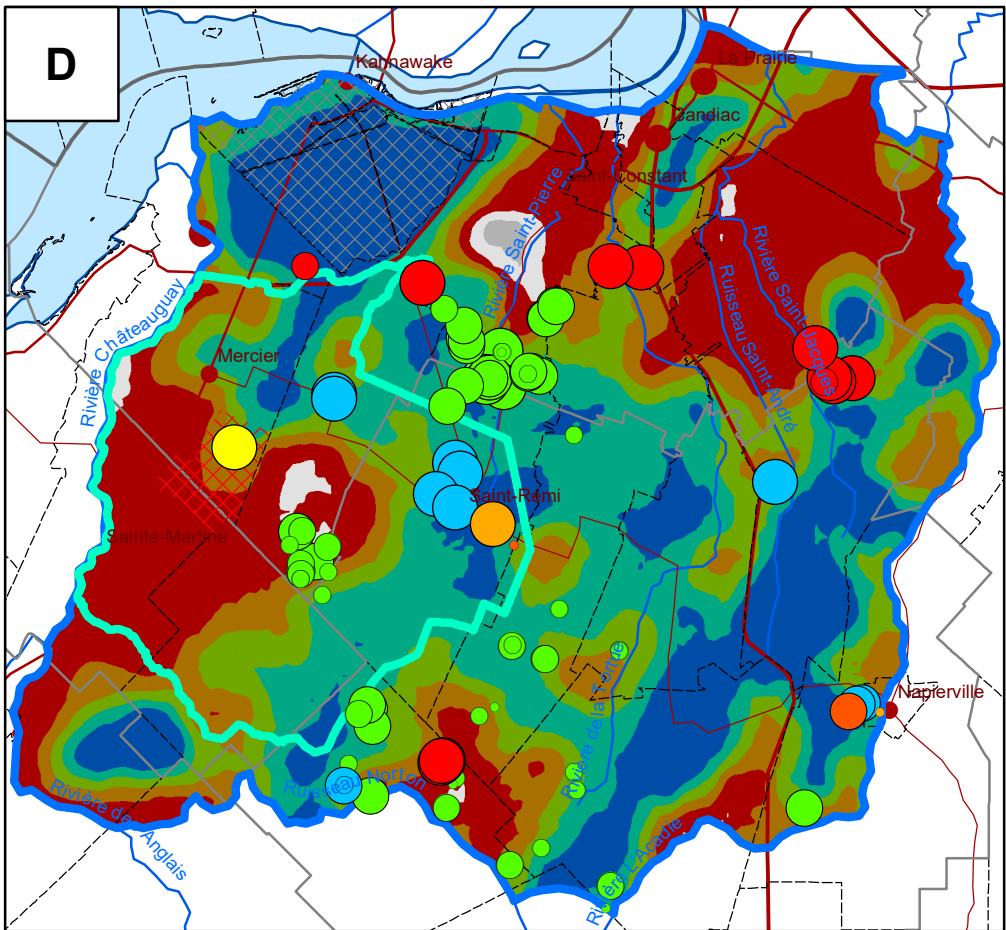 D
Kahnawake
La Prairie
Candiac
Saint-Constant
Rivière Saint-Pierre
Rivière Saint-Jacques
Ruisseau Saint-André
Rivière Châteauguay
Mercier
Saint-Rémi
Sainte-Martine
Rivière de la Tortue
Napierville
Ruisseau Norton
Rivière des Anglais
Rivière L'Acadie